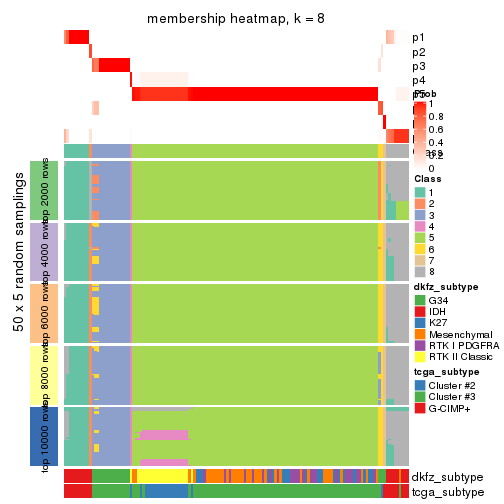 membership heatmap, k = 8
p1
p2
p3
p4
Prob
1
0.8
0.6
0.4
0.2
0
Class
1
2
3
4
5
6
7
8
dkfz_subtype
G34
IDH
K27
Mesenchymal
RTK I PDGFRA
RTK II Classic
tcga_subtype
Cluster #2
Cluster #3
G-CIMP+
50 x 5 random samplings
top 2000 rows
top 4000 rows
top 6000 rows
top 8000 rows
top 10000 rows
dkfz_subtype
tcga_subtype